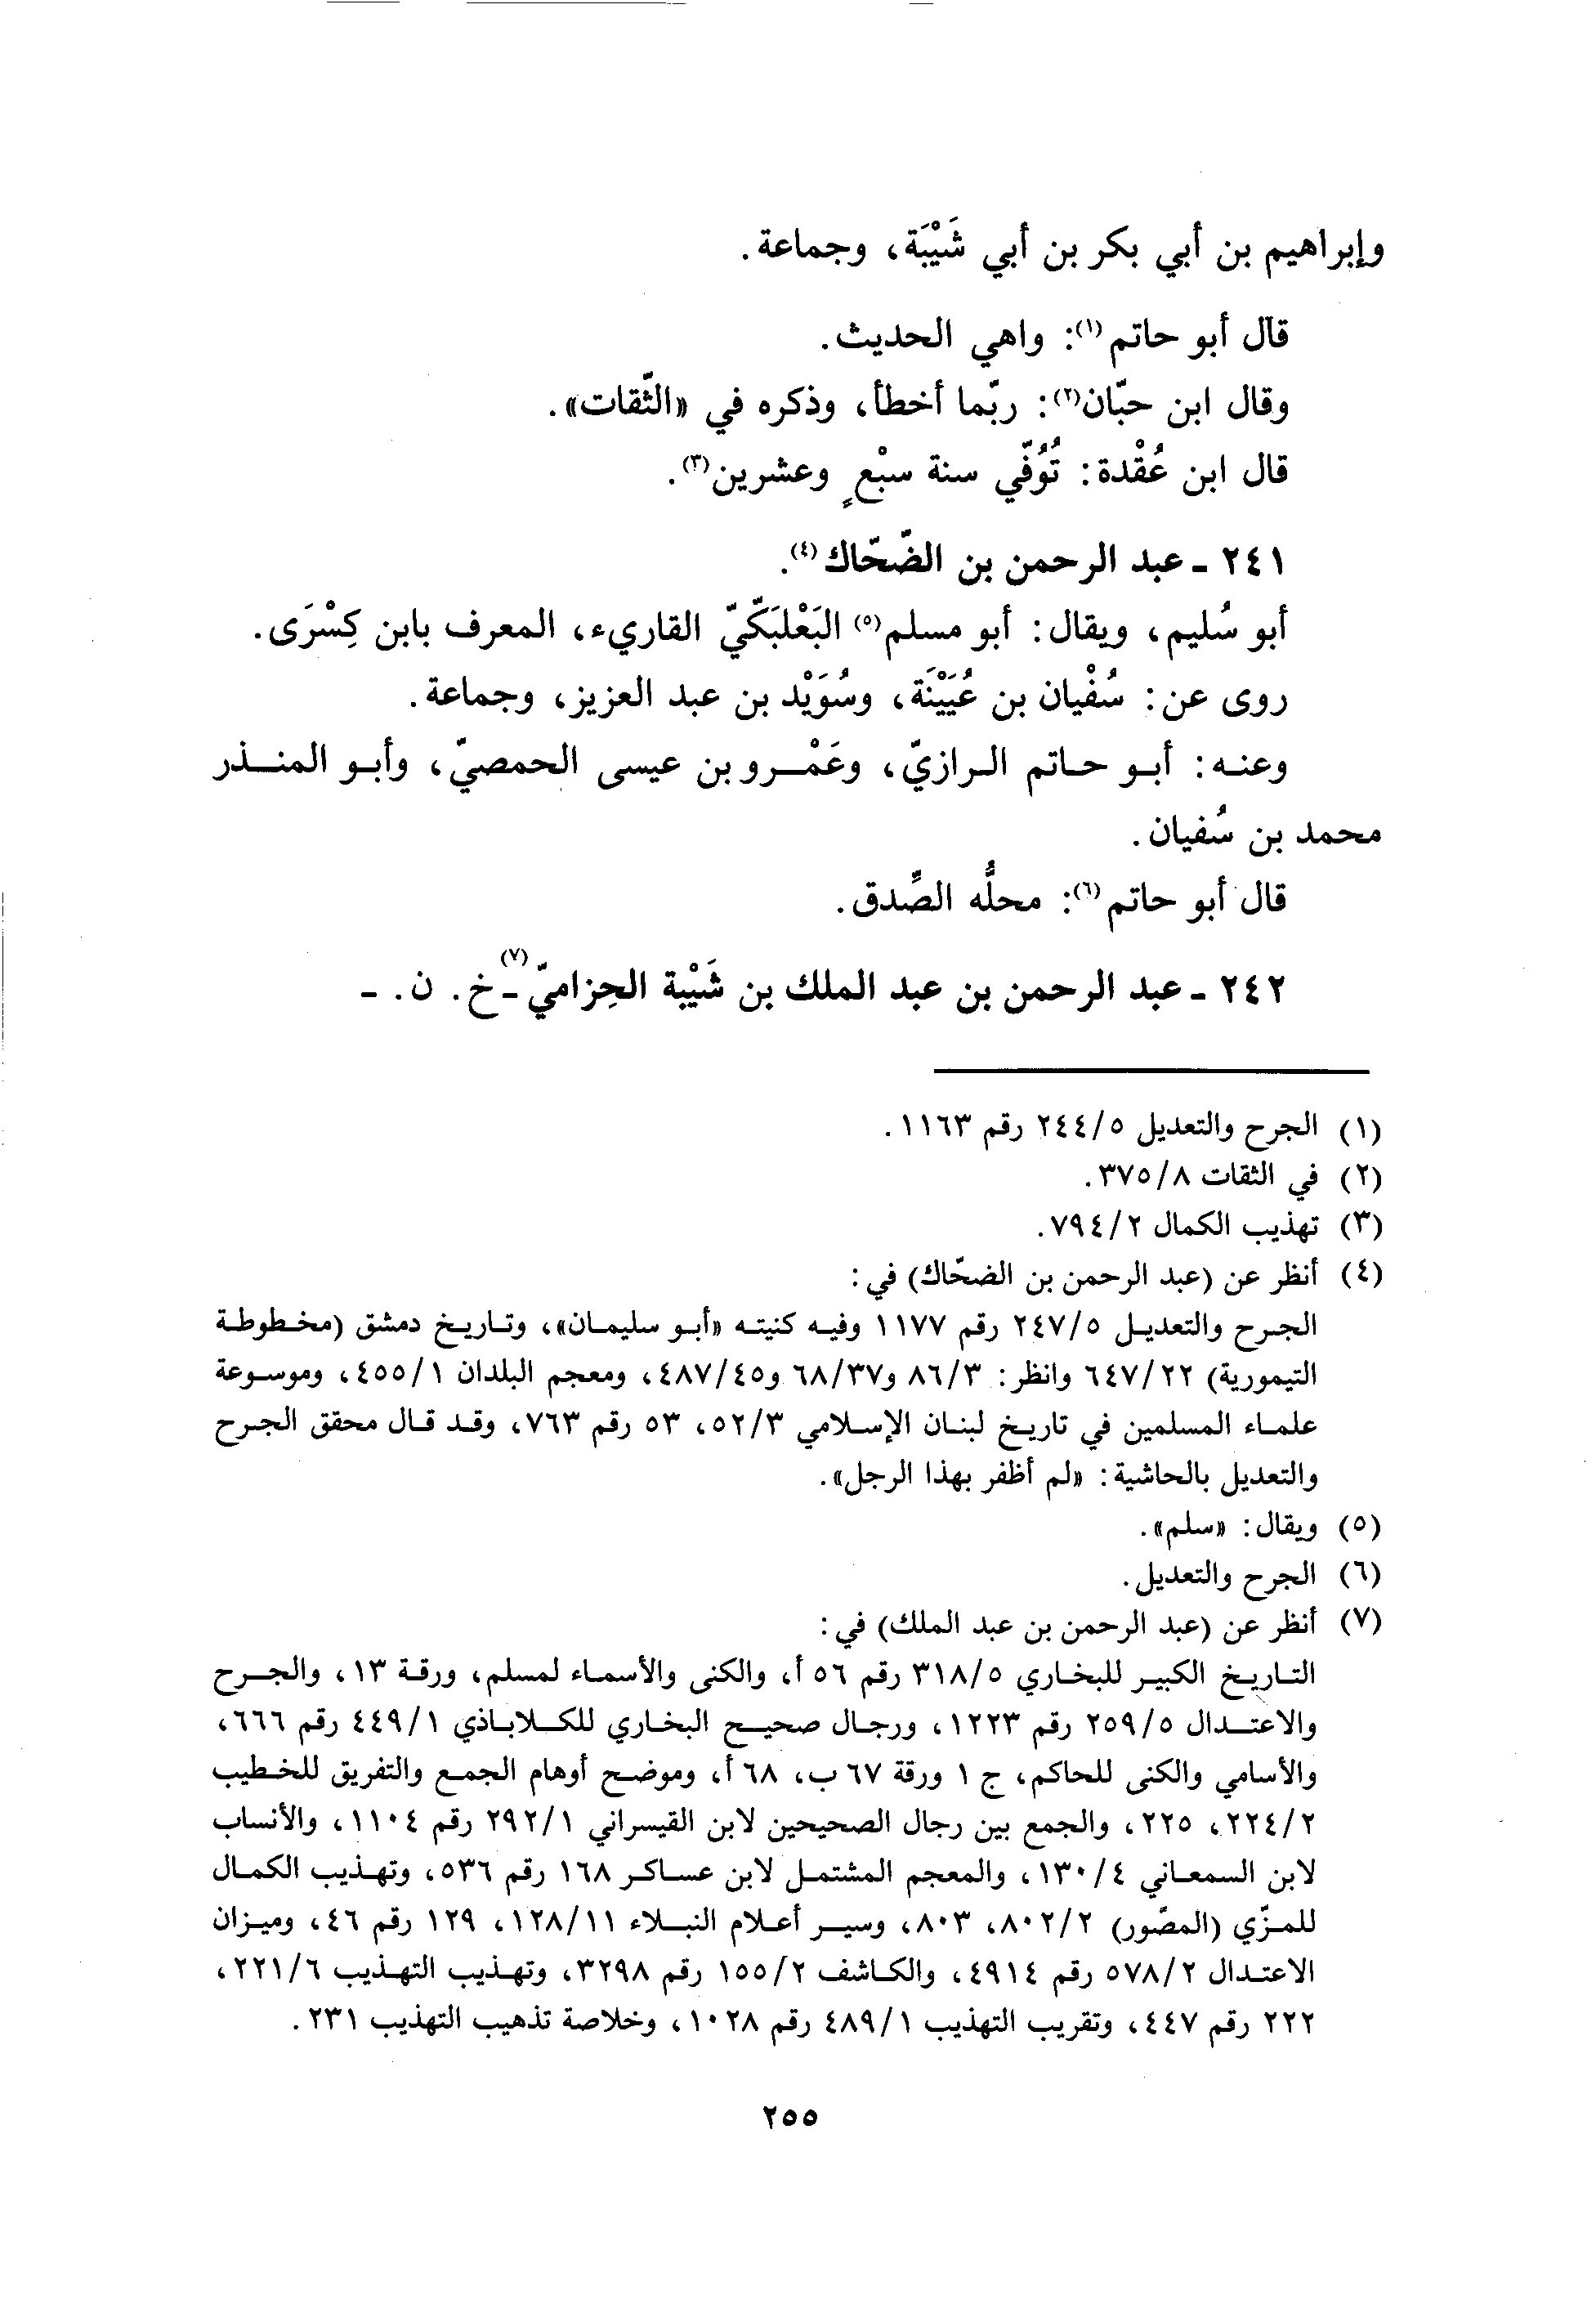 وإبراهيم بن أبي بكر بن أبي شَيْبَة، وجماعة.
قال أبو حاتم(١): واهي الحديث.
وقال ابن حبّان(٢): ربّما أخطأ، وذكره في «الثّقات».
قال ابن عُقْدة: تُوُفّي سنة سبْعٍ وعشرين(٣).
٢٤١ - عبد الرحمن بن الضّحّاك(٤).
أبو سُليم، ويقال: أبو مسلم(٥) البَعْلَبَكّيّ القاريء، المعرف بابن كِسْرَى.
روى عن: سُفْيان بن عُيَيْنَة، وسُوَيْد بن عبد العزيز، وجماعة.
وعنه: أبو حاتم الرازيّ، وعَمْرو بن عيسى الحمصيّ، وأبو المنذر
محمد بن سُفيان.
قال أبو حاتم(٦): محلُّه الصِّدق.
٢٤٢ - عبد الرحمن بن عبد الملك بن شَيْبة الحِزاميّ(٧) - خ. ن. -
(١) الجرح والتعديل ٢٤٤/٥ رقم ١١٦٣.
(٢) في الثقات ٣٧٥/٨.
(٣) تهذيب الكمال ٧٩٤/٢.
(٤) أنظر عن (عبد الرحمن بن الضحّاك) في:
الجرح والتعديل ٢٤٧/٥ رقم ١١٧٧ وفيه كنيته «أبو سليمان»، وتاريخ دمشق (مخطوطة
التيمورية) ٦٤٧/٢٢ وانظر: ٨٦/٣ و٦٨/٣٧ و٤٨٧/٤٥، ومعجم البلدان ٤٥٥/١، وموسوعة
علماء المسلمين في تاريخ لبنان الإسلامي ٥٢/٣، ٥٣ رقم ٧٦٣، وقد قال محقق الجرح
والتعديل بالحاشية: «لم أظفر بهذا الرجل».
(٥) ويقال: «سلم».
(٦) الجرح والتعديل.
(٧) أنظر عن (عبد الرحمن بن عبد الملك) في:
التاريخ الكبير للبخاري ٣١٨/٥ رقم ٥٦ أ، والكنى والأسماء لمسلم، ورقة ١٣، والجرح
والاعتدال ٢٥٩/٥ رقم ١٢٢٣، ورجال صحيح البخاري للكلاباذي ٤٤٩/١ رقم ٦٦٦،
والأسامي والكنى للحاكم، ج ١ ورقة ٦٧ ب، ٦٨ أ، وموضح أوهام الجمع والتفريق للخطيب
٢٢٤/٢، ٢٢٥، والجمع بين رجال الصحيحين لابن القيسراني ٢٩٢/١ رقم ١١٠٤، والأنساب
لابن السمعاني ١٣٠/٤، والمعجم المشتمل لابن عساكر ١٦٨ رقم ٥٣٦، وتهذيب الكمال
للمزّي (المصّور) ٨٠٢/٢، ٨٠٣، وسير أعلام النبلاء ١٢٨/١١، ١٢٩ رقم ٤٦، وميزان
الاعتدال ٥٧٨/٢ رقم ٤٩١٤، والكاشف ١٥٥/٢ رقم ٣٢٩٨، وتهذيب التهذيب ٢٢١/٦،
٢٢٢ رقم ٤٤٧، وتقريب التهذيب ٤٨٩/١ رقم ١٠٢٨، وخلاصة تذهيب التهذيب ٢٣١.
٢٥٥